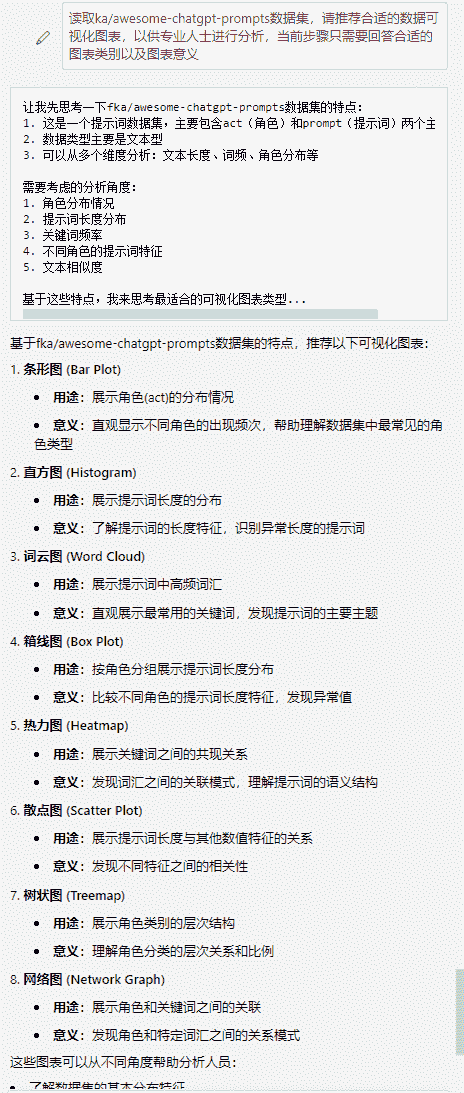 读取ka/awesome-chatgpt-prompts数据集，请推荐合适的数据可
视化图表，以供专业人士进行分析，当前步骤只需要回答合适的
图表类别以及图表意义
让我先思考一下fka/awesome-chatgpt-prompts数据集的特点：
1. 这是一个提示词数据集，主要包含act（角色）和prompt（提示词）两个主
2. 数据类型主要是文本型
3. 可以从多个维度分析：文本长度、词频、角色分布等
需要考虑的分析角度：
1. 角色分布情况
2. 提示词长度分布
3. 关键词频率
4. 不同角色的提示词特征
5. 文本相似度
基于这些特点，我来思考最适合的可视化图表类型...
基于fka/awesome-chatgpt-prompts数据集的特点，推荐以下可视化图表：
1. 条形图 (Bar Plot)
• 用途：展示角色(act)的分布情况
• 意义：直观显示不同角色的出现频次，帮助理解数据集中最常见的角
色类型
2. 直方图 (Histogram)
• 用途：展示提示词长度的分布
• 意义：了解提示词的长度特征，识别异常长度的提示词
3. 词云图 (Word Cloud)
• 用途：展示提示词中高频词汇
• 意义：直观展示最常用的关键词，发现提示词的主要主题
4. 箱线图 (Box Plot)
• 用途：按角色分组展示提示词长度分布
• 意义：比较不同角色的提示词长度特征，发现异常值
5. 热力图 (Heatmap)
• 用途：展示关键词之间的共现关系
• 意义：发现词汇之间的关联模式，理解提示词的语义结构
6. 散点图 (Scatter Plot)
• 用途：展示提示词长度与其他数值特征的关系
• 意义：发现不同特征之间的相关性
7. 树状图 (Treemap)
• 用途：展示角色类别的层次结构
• 意义：理解角色分类的层次关系和比例
8. 网络图 (Network Graph)
• 用途：展示角色和关键词之间的关联
• 意义：发现角色和特定词汇之间的关系模式
这些图表可以从不同角度帮助分析人员：
• 了解数据集的基本分布特征